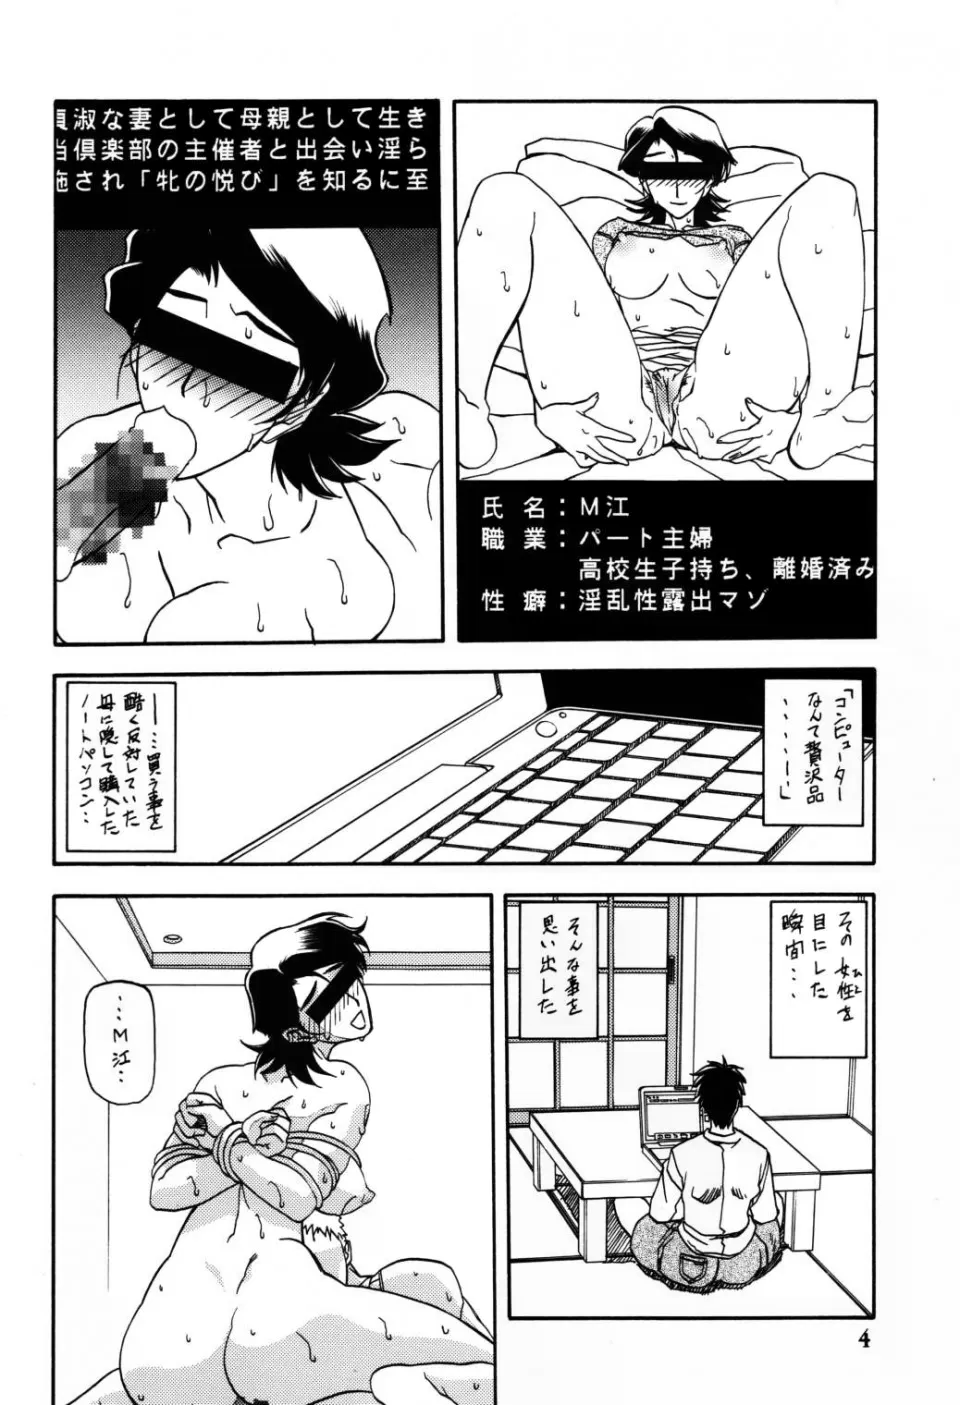 氏 名：M江
職 業：パート主婦
高校生子持ち、離婚済み
性 癖：淫乱性露出マゾ
貞淑な妻として母親として生き
当倶楽部の主催者と出会い淫ら
施され「牝の悦び」を知るに至
「コンピューター
なんて贅沢品
・・・・・・」
―…買う事を
酷く反対していた
母に隠して購入した
ノートパソコン・・
その女性を
ひと
目にした
瞬間・・・
そんな事を
思い出した
・・・M江・・
4